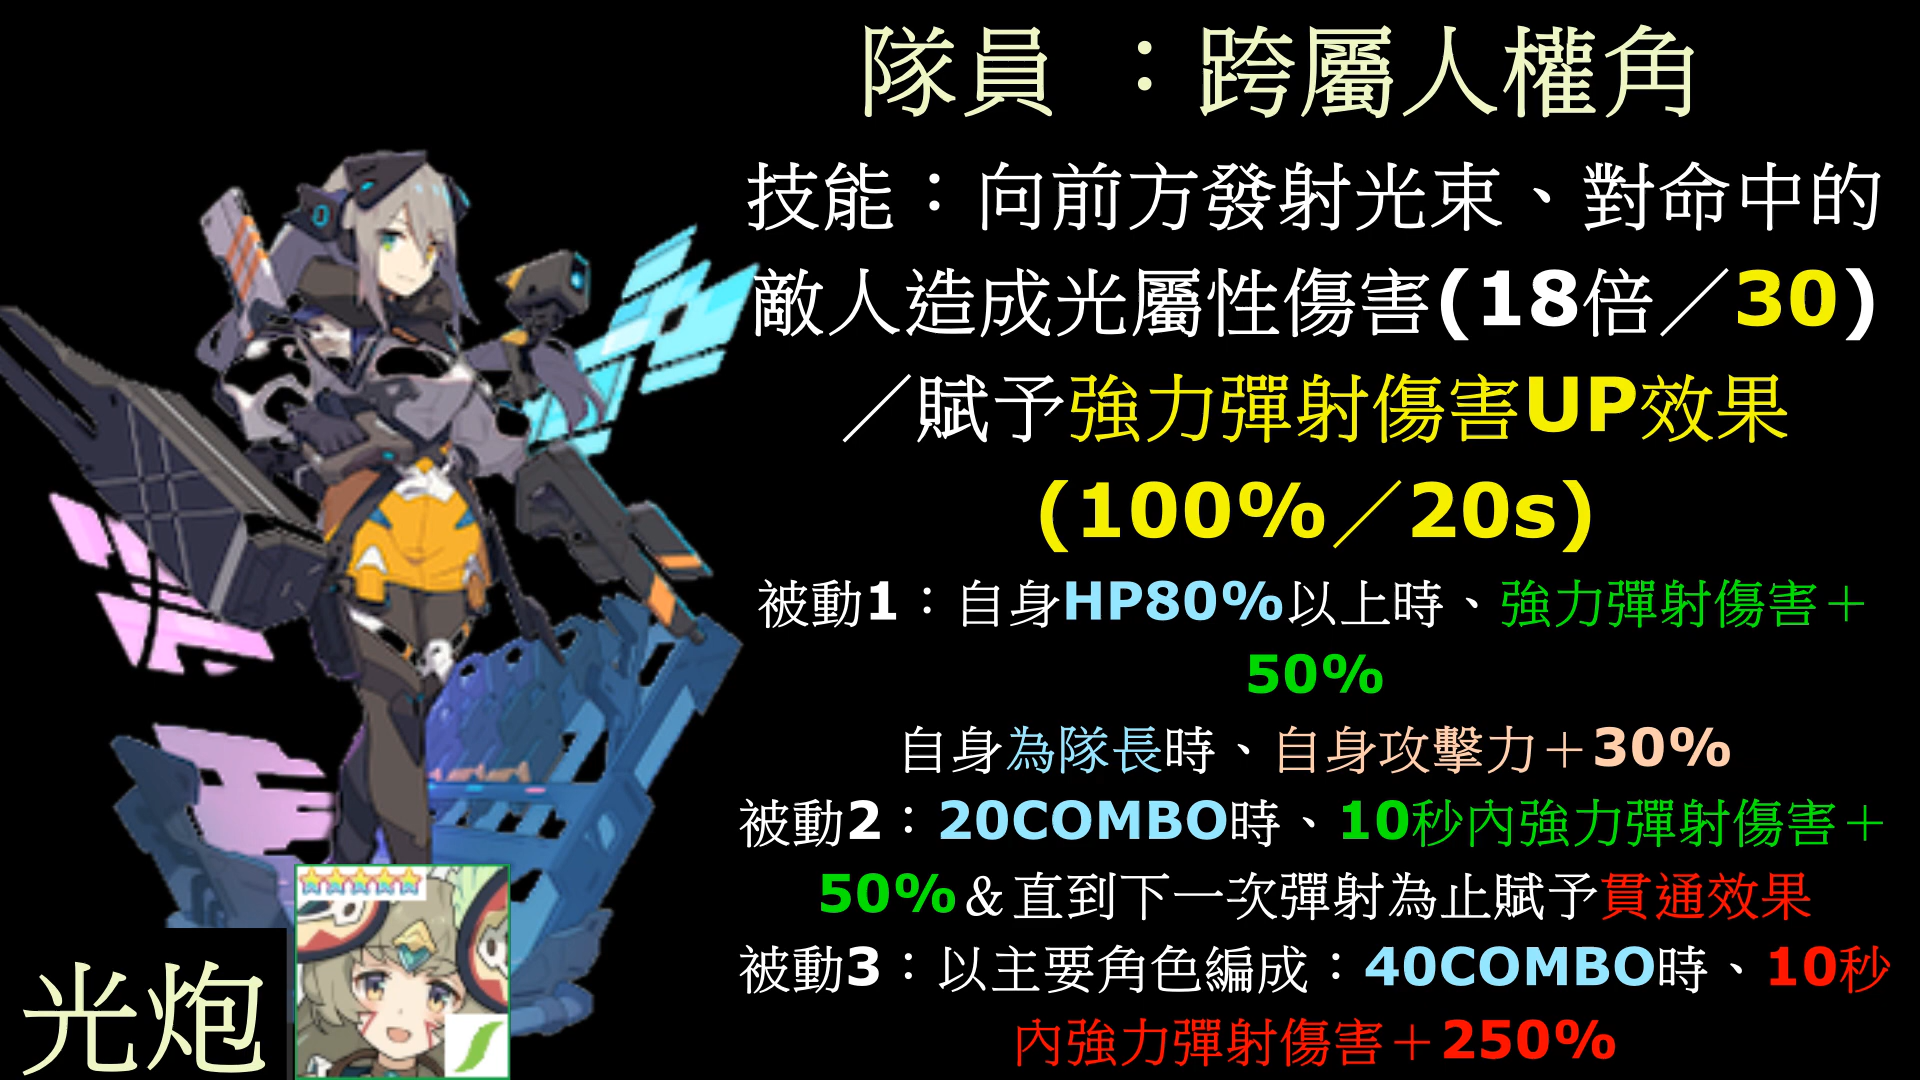 隊員 ：跨屬人權角
技能：向前方發射光束、對命中的
敵人造成光屬性傷害(18倍／30)
／賦予強力彈射傷害UP效果
(100%／20s)
被動1：自身HP80%以上時、強力彈射傷害＋
50%
自身為隊長時、自身攻擊力＋30%
被動2：20COMBO時、10秒內強力彈射傷害＋
50%＆直到下一次彈射為止賦予貫通效果
被動3：以主要角色編成：40COMBO時、10秒
內強力彈射傷害＋250%
光炮